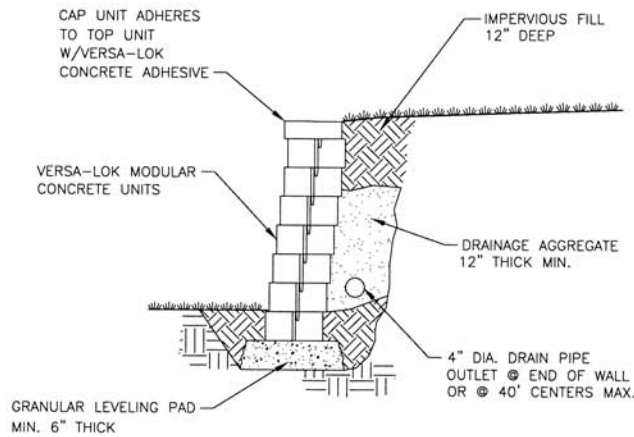 CAP UNIT ADHERES
TO TOP UNIT
W/VERSA-LOK
CONCRETE ADHESIVE
IMPERVIOUS FILL
12" DEEP
VERSA-LOK MODULAR
CONCRETE UNITS
DRAINAGE AGGREGATE
12" THICK MIN.
4" DIA. DRAIN PIPE
OUTLET @ END OF WALL
OR @ 40' CENTERS MAX.
GRANULAR LEVELING PAD
MIN. 6" THICK